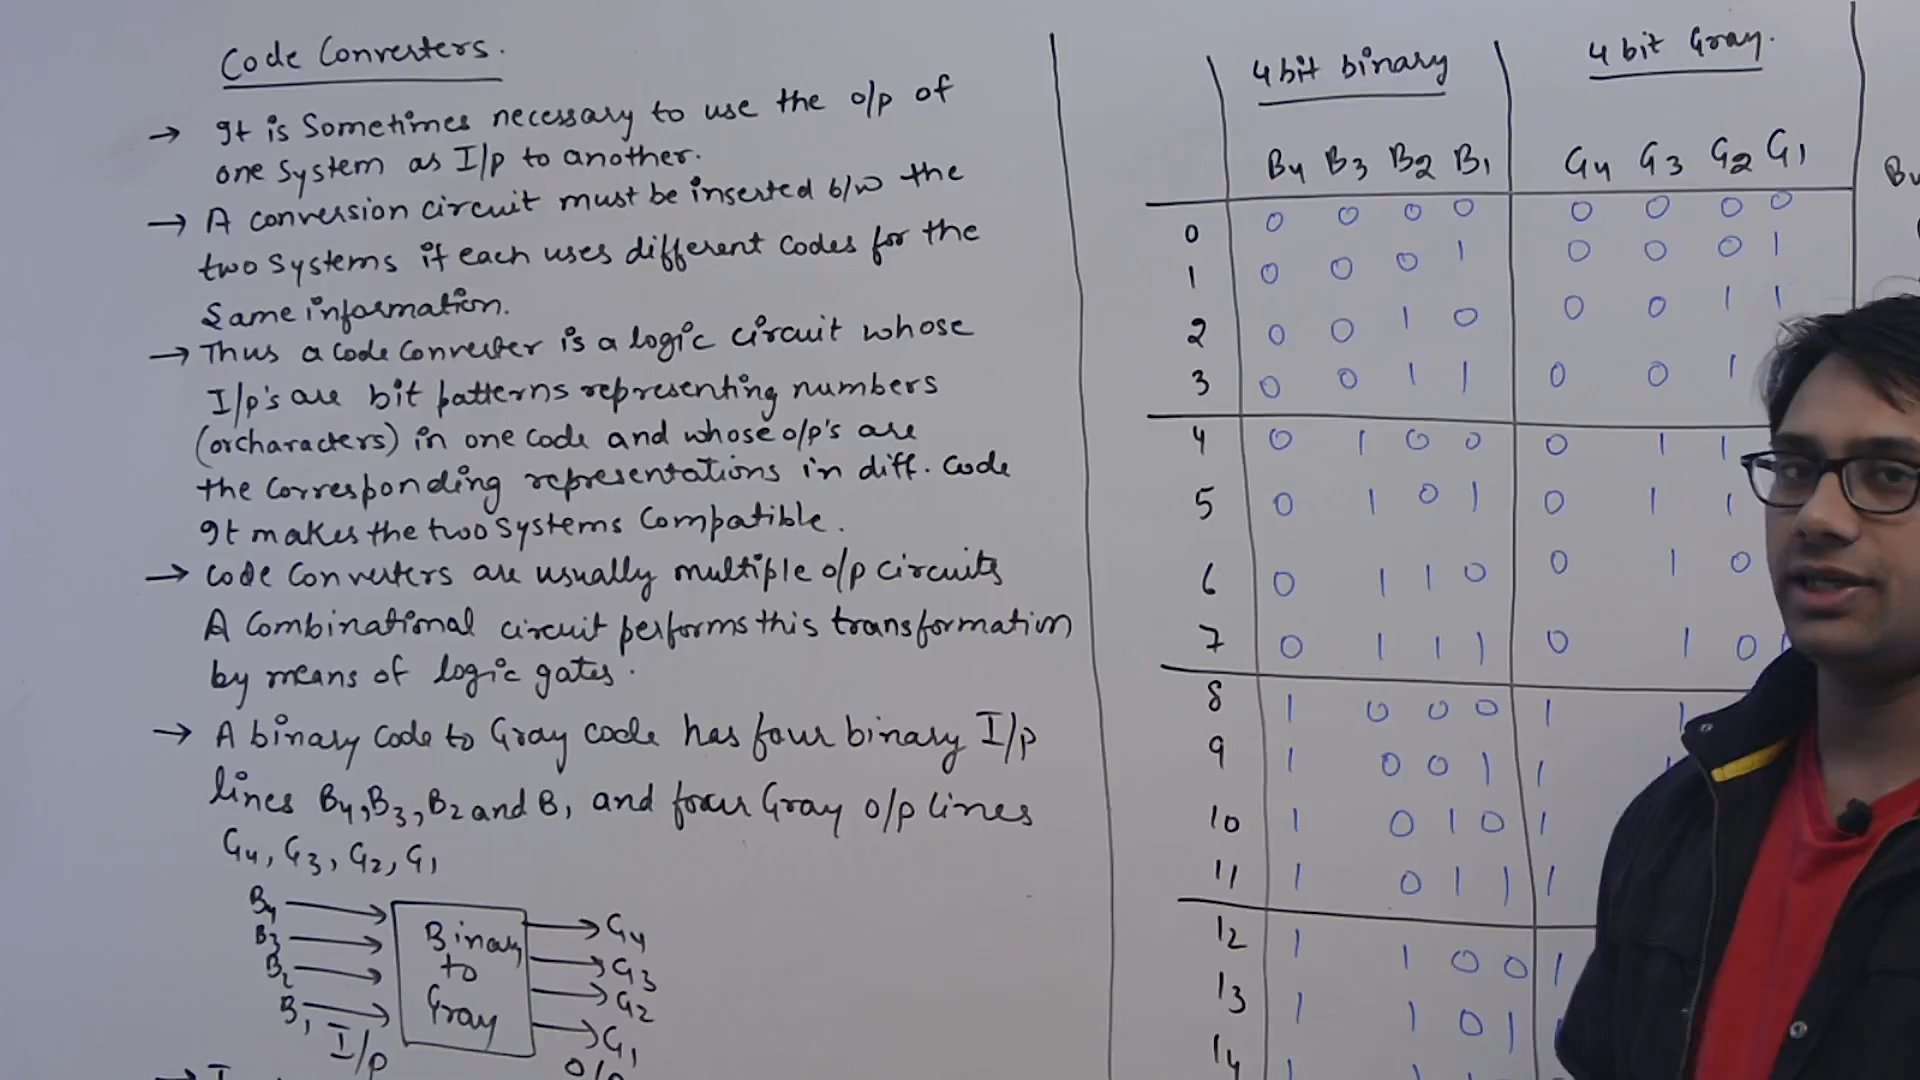 Code Converters.
→ It is Sometimes necessary to use the o/p of
one System as I/p to another.
→ A conversion circuit must be inserted b/w the
two Systems if each uses different Codes for the
Same information.
→ Thus a Code Converter is a logic circuit whose
I/p's are bit patterns representing numbers
(or characters) in one code and whose o/p's are
the Corresponding representations in diff. Code
It makes the two Systems Compatible.
→ Code Converters are usually multiple o/p circuits
A Combinational circuit performs this transformation
by means of logic gates.
→ A binary Code to Gray code has four binary I/p
lines B4, B3, B2 and B1 and four Gray o/p lines
G4, G3, G2, G1
B4
B3
B2
B1
I/p
Binary
to
Gray
G4
G3
G2
G1
4 bit binary 4 bit Gray.
B4 B3 B2 B1 G4 G3 G2 G1
0 0 0 0 0 0 0 0 0
1 0 0 0 1 0 0 0 1
2 0 0 1 0 0 0 1 1
3 0 0 1 1 0 0 1
4 0 1 0 0 0 1 1
5 0 1 0 1 0 1 1
6 0 1 1 0 0 1 0
7 0 1 1 1 0 1 0
8 1 0 0 0 1 1
9 1 0 0 1 1
10 1 0 1 0 1
11 1 0 1 1 1
12 1 1 0 0 1
13 1 1 0 1
14 1